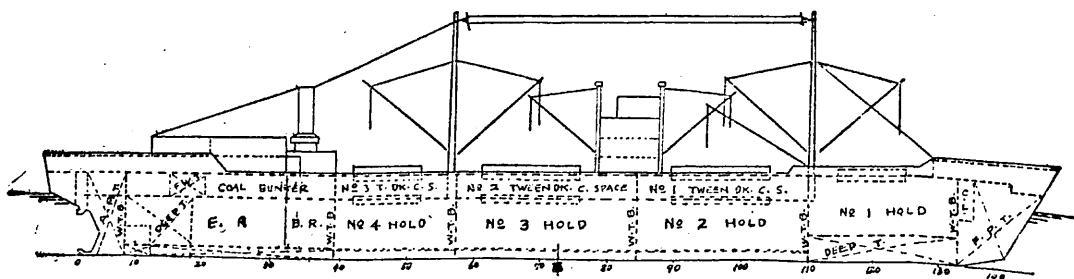 F.W.T.
COAL BUNKER
No 3 T. DK. C. S.
No 2 TWEEN DK. C. SPACE
No 1 TWEEN DK. C. S.
A. P. T.
W.T.B.
DEEP T.
E. R
B. R.
W.T.B.
No 4 HOLD
W.T.B.
No 3 HOLD
W.T.B.
No 2 HOLD
W.T.B.
No 1 HOLD
W.T.B.
F. P. T.
DEEP T.
0 10 20 30 40 50 60 70 80 90 100 110 120 130 140